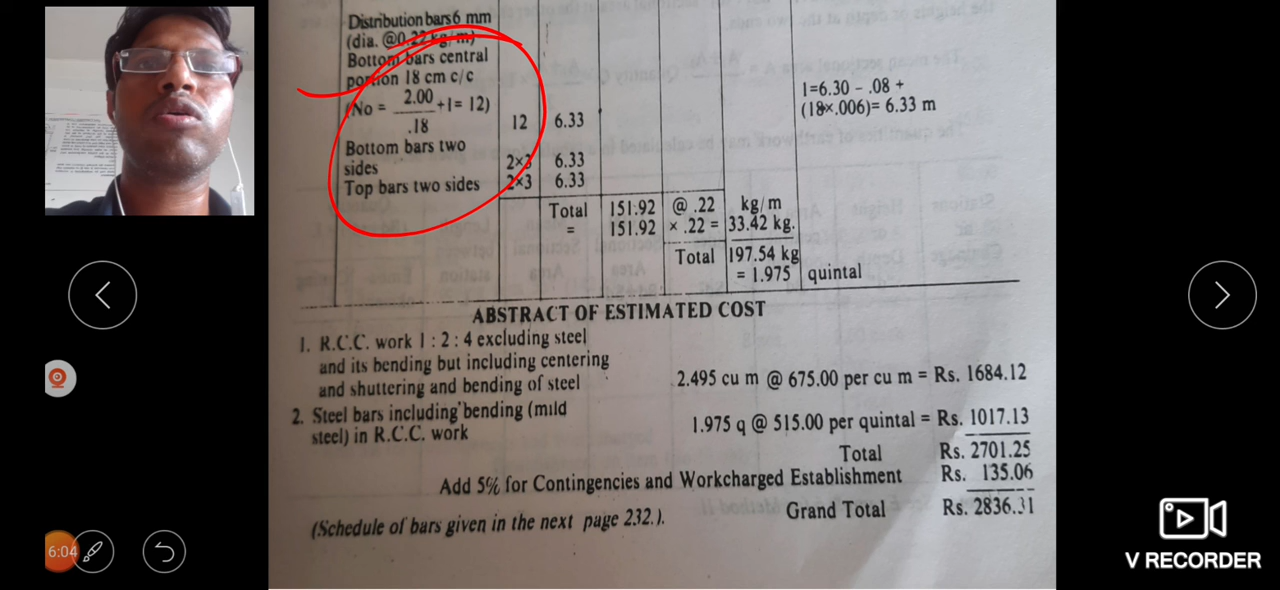 Distribution bars 6 mm
(dia. @0.22 kg/m)
Bottom bars central
portion 18 cm c/c
(No = 2.00/.18 +1= 12) 12 6.33
1=6.30 - .08 +
(18×.006)= 6.33 m
Bottom bars two
sides 2×3 6.33
Top bars two sides 2×3 6.33
Total 151.92 @ .22 kg/m
= 151.92 × .22 = 33.42 kg.
Total 197.54 kg
= 1.975 quintal
ABSTRACT OF ESTIMATED COST
1. R.C.C. work 1 : 2 : 4 excluding steel
and its bending but including centering
and shuttering and bending of steel 2.495 cu m @ 675.00 per cu m = Rs. 1684.12
2. Steel bars including bending (mild
steel) in R.C.C. work 1.975 q @ 515.00 per quintal = Rs. 1017.13
Total Rs. 2701.25
Add 5% for Contingencies and Workcharged Establishment Rs. 135.06
Grand Total Rs. 2836.31
(Schedule of bars given in the next page 232.).
6:04
V RECORDER